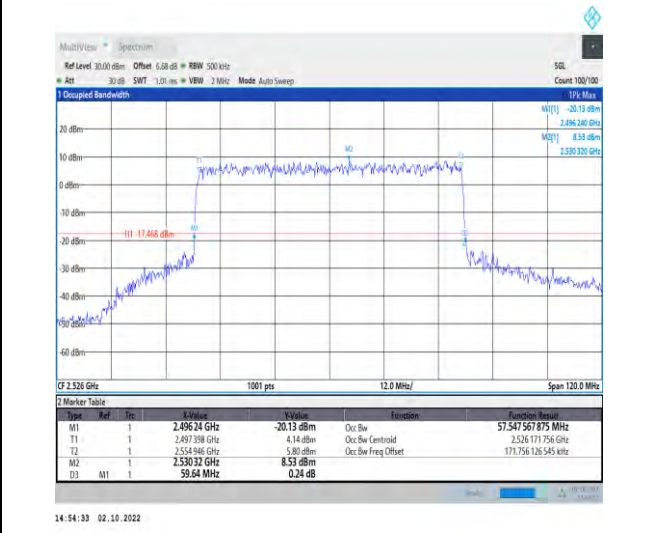 MultiView Spectrum
Ref Level 30.00 dBm Offset 6.68 dB RBW 500 kHz SGL
Att 30 dB SWT 1.01 ms VBW 2 MHz Mode Auto Sweep Count 100/100
1 Occupied Bandwidth 1Pk Max
M1[1] -20.13 dBm
2.496 240 GHz
M2[1] 8.53 dBm
2.530 320 GHz
20 dBm
M2
T1
10 dBm
0 dBm
-10 dBm
M1
H1 -17.468 dBm
-20 dBm
-30 dBm
-40 dBm
-50 dBm
-60 dBm
CF 2.526 GHz 1001 pts 12.0 MHz/ Span 120.0 MHz
2 Marker Table
Type Ref Trc X-Value Y-Value Function Function Result
M1 1 2.496 24 GHz -20.13 dBm Occ Bw 57.547 567 875 MHz
T1 1 2.497 398 GHz 4.14 dBm Occ Bw Centroid 2.526 171 756 GHz
T2 1 2.554 946 GHz 5.80 dBm Occ Bw Freq Offset 171.756 126 545 kHz
M2 1 2.530 32 GHz 8.53 dBm
D3 M1 1 59.64 MHz 0.24 dB
14:54:33 02.10.2022